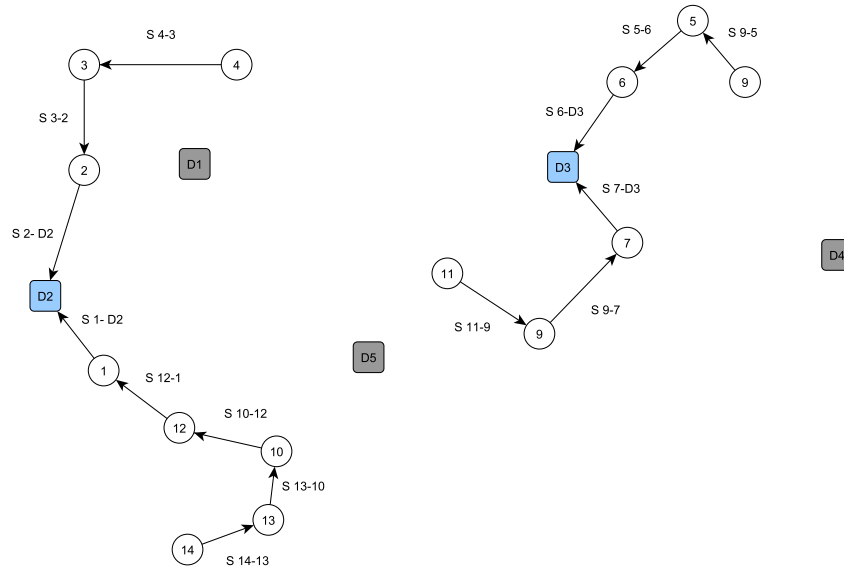 5
S 5-6
S 9-5
S 4-3
3
4
6
9
S 6-D3
S 3-2
D1
D3
2
S 7-D3
S 2- D2
7
D4
11
D2
S 9-7
S 1- D2
S 11-9
9
D5
1
S 12-1
S 10-12
12
10
S 13-10
13
14
S 14-13